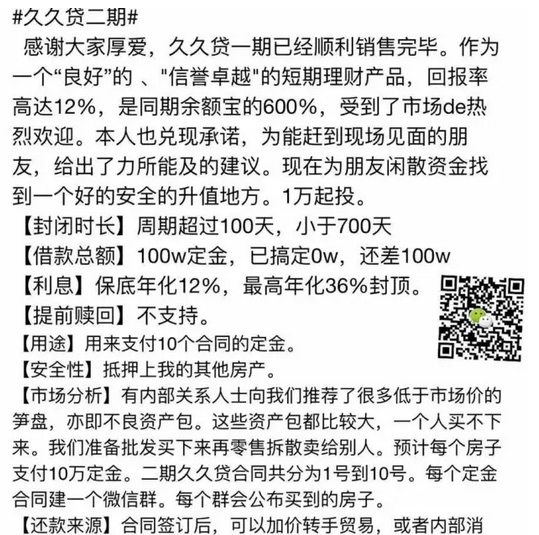 #久久贷二期#
感谢大家厚爱，久久贷一期已经顺利销售完毕。作为
一个“良好”的 、"信誉卓越"的短期理财产品，回报率
高达12%，是同期余额宝的600%，受到了市场de热
烈欢迎。本人也兑现承诺，为能赶到现场见面的朋
友，给出了力所能及的建议。现在为朋友闲散资金找
到一个好的安全的升值地方。1万起投。
【封闭时长】周期超过100天，小于700天
【借款总额】100w定金，已搞定0w，还差100w
【利息】保底年化12%，最高年化36%封顶。
【提前赎回】不支持。
【用途】用来支付10个合同的定金。
【安全性】抵押上我的其他房产。
【市场分析】有内部关系人士向我们推荐了很多低于市场价的
笋盘，亦即不良资产包。这些资产包都比较大，一个人买不下
来。我们准备批发买下来再零售拆散卖给别人。预计每个房子
支付10万定金。二期久久贷合同共分为1号到10号。每个定金
合同建一个微信群。每个群会公布买到的房子。
【还款来源】合同签订后，可以加价转手贸易，或者内部消